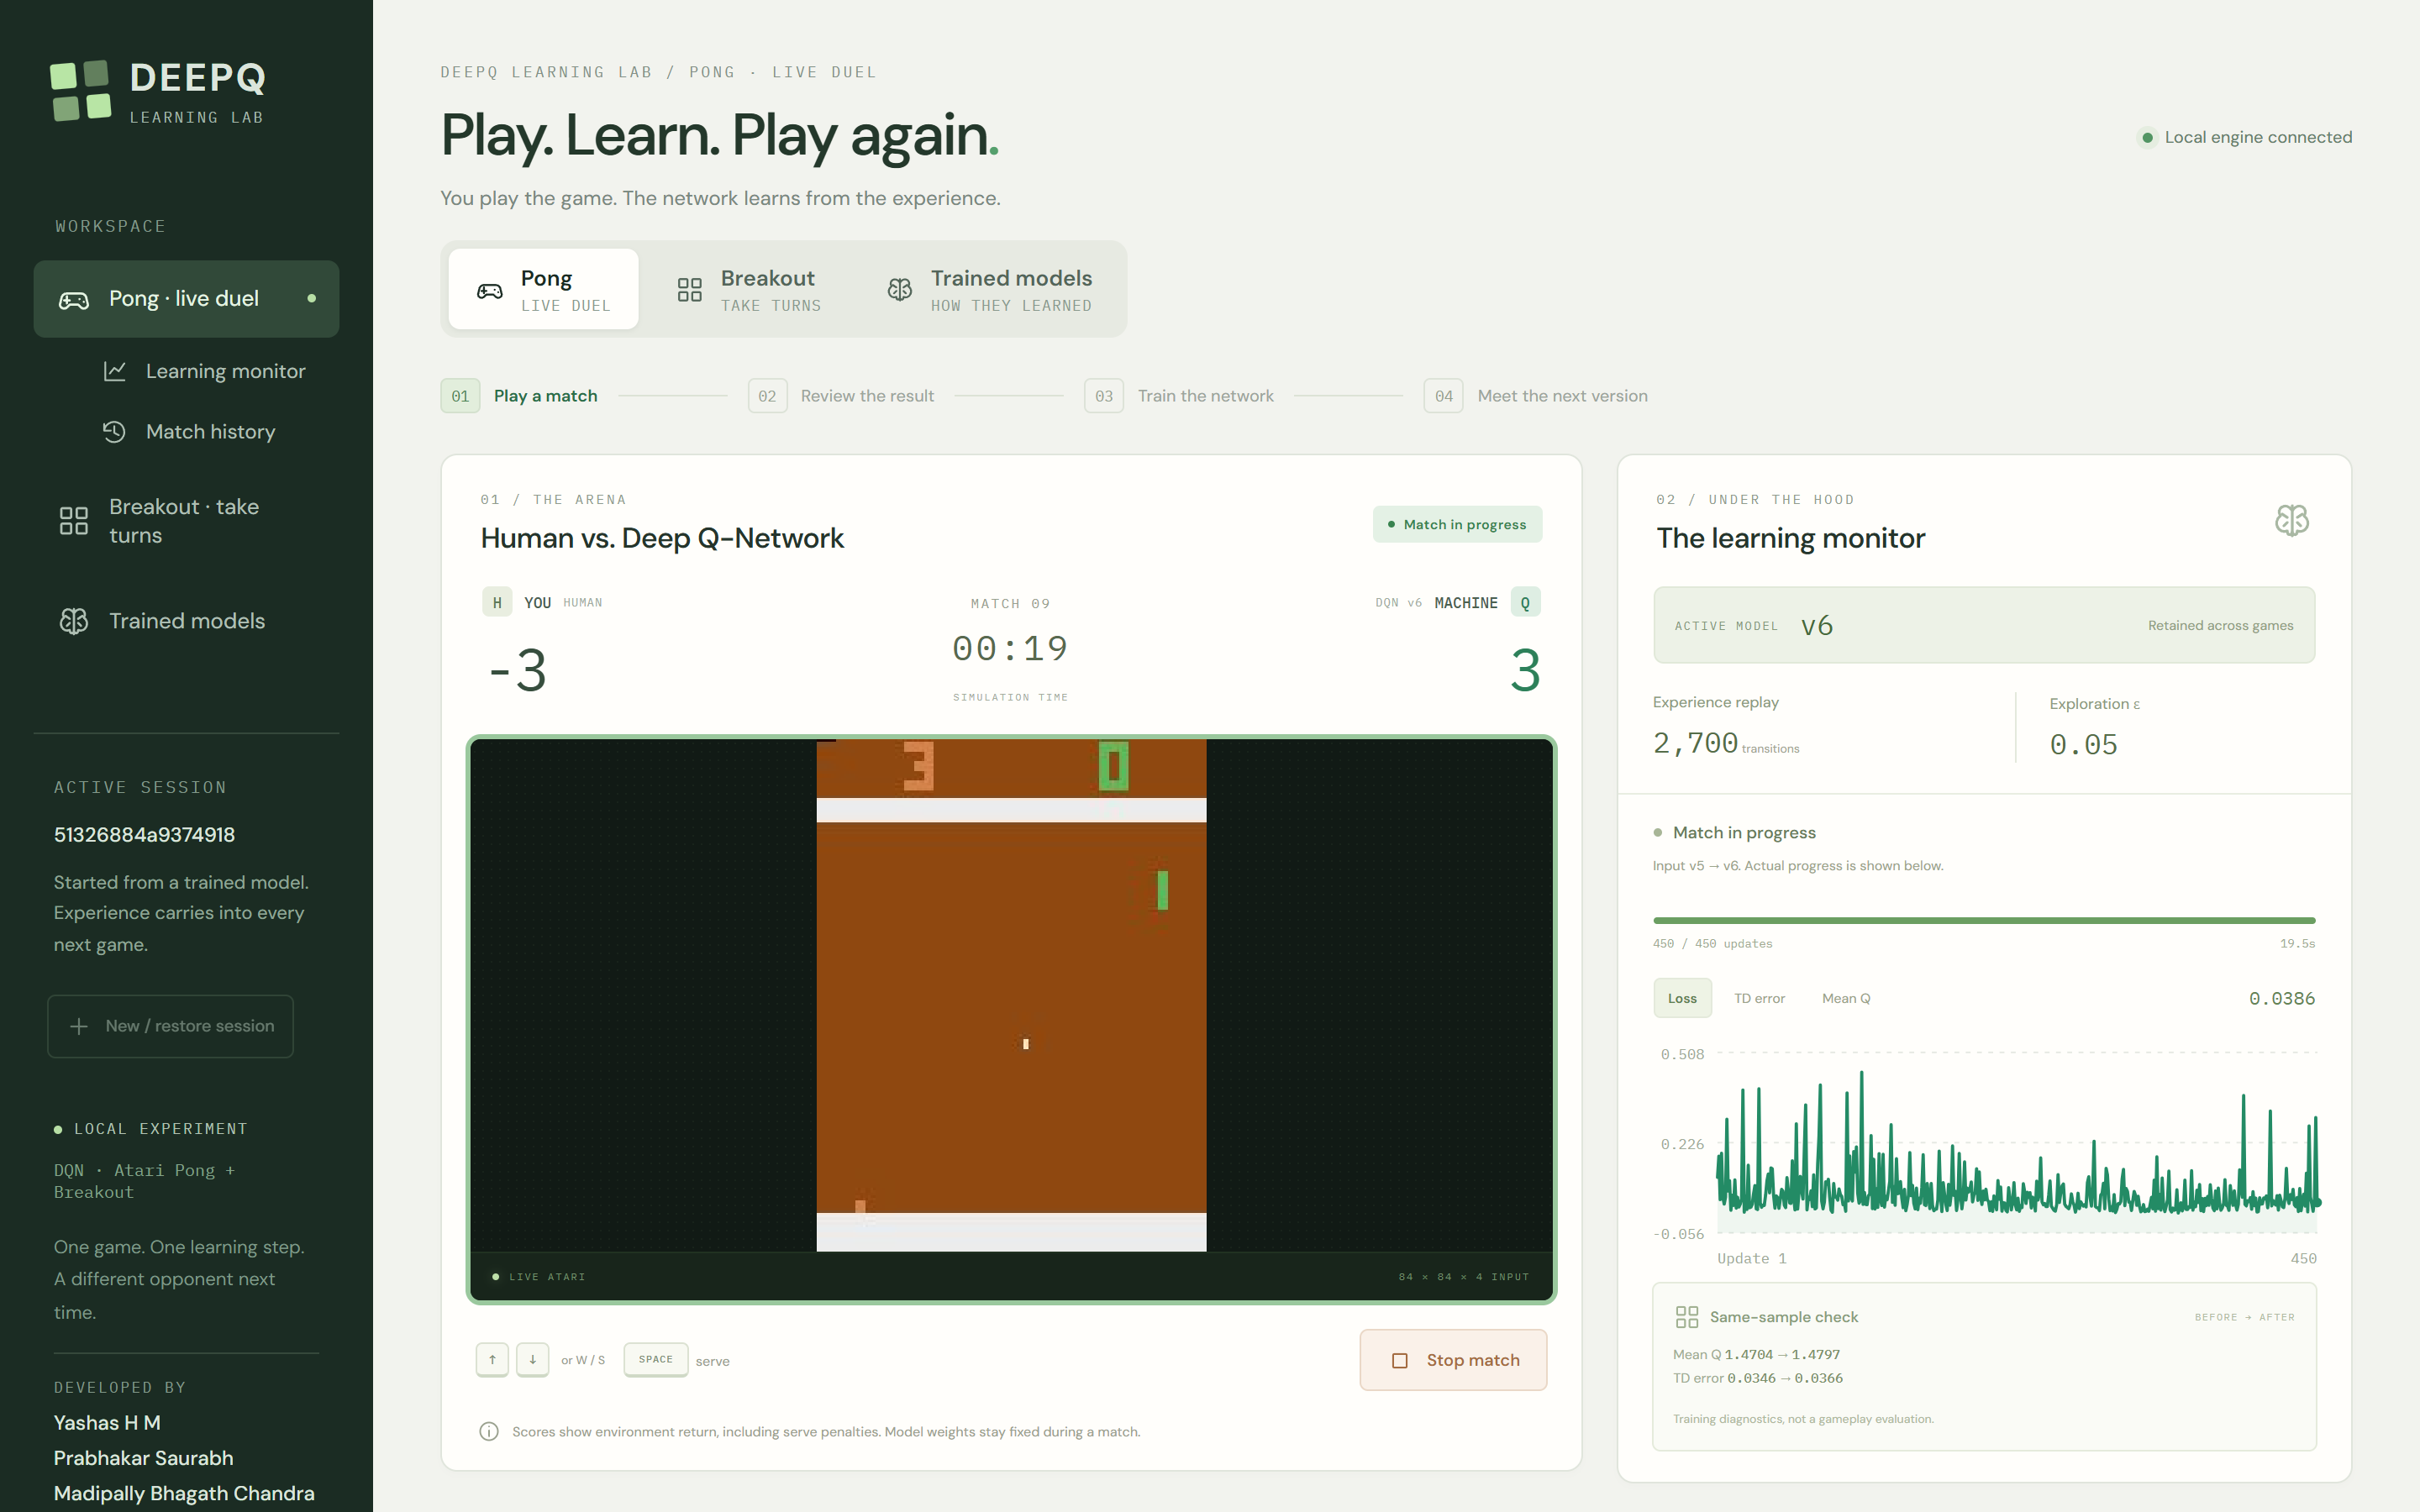 DEEPQ
LEARNING LAB
WORKSPACE
Pong · live duel
Learning monitor
Match history
Breakout · take
turns
Trained models
ACTIVE SESSION
51326884a9374918
Started from a trained model.
Experience carries into every
next game.
New / restore session
LOCAL EXPERIMENT
DQN · Atari Pong +
Breakout
One game. One learning step.
A different opponent next
time.
DEVELOPED BY
Yashas H M
Prabhakar Saurabh
Madipally Bhagath Chandra
DEEPQ LEARNING LAB / PONG · LIVE DUEL
Play. Learn. Play again.
You play the game. The network learns from the experience.
Local engine connected
Pong
LIVE DUEL
Breakout
TAKE TURNS
Trained models
HOW THEY LEARNED
01 Play a match
02 Review the result
03 Train the network
04 Meet the next version
01 / THE ARENA
Human vs. Deep Q-Network
Match in progress
H YOU HUMAN
MATCH 09
DQN v6 MACHINE Q
-3
00:19
3
SIMULATION TIME
3 0
LIVE ATARI
84 × 84 × 4 INPUT
↑ ↓ or W / S SPACE serve
Stop match
Scores show environment return, including serve penalties. Model weights stay fixed during a match.
02 / UNDER THE HOOD
The learning monitor
ACTIVE MODEL v6
Retained across games
Experience replay
2,700 transitions
Exploration ε
0.05
Match in progress
Input v5 → v6. Actual progress is shown below.
450 / 450 updates
19.5s
Loss TD error Mean Q
0.0386
0.508
0.226
-0.056
Update 1
450
Same-sample check
BEFORE → AFTER
Mean Q 1.4704 → 1.4797
TD error 0.0346 → 0.0366
Training diagnostics, not a gameplay evaluation.